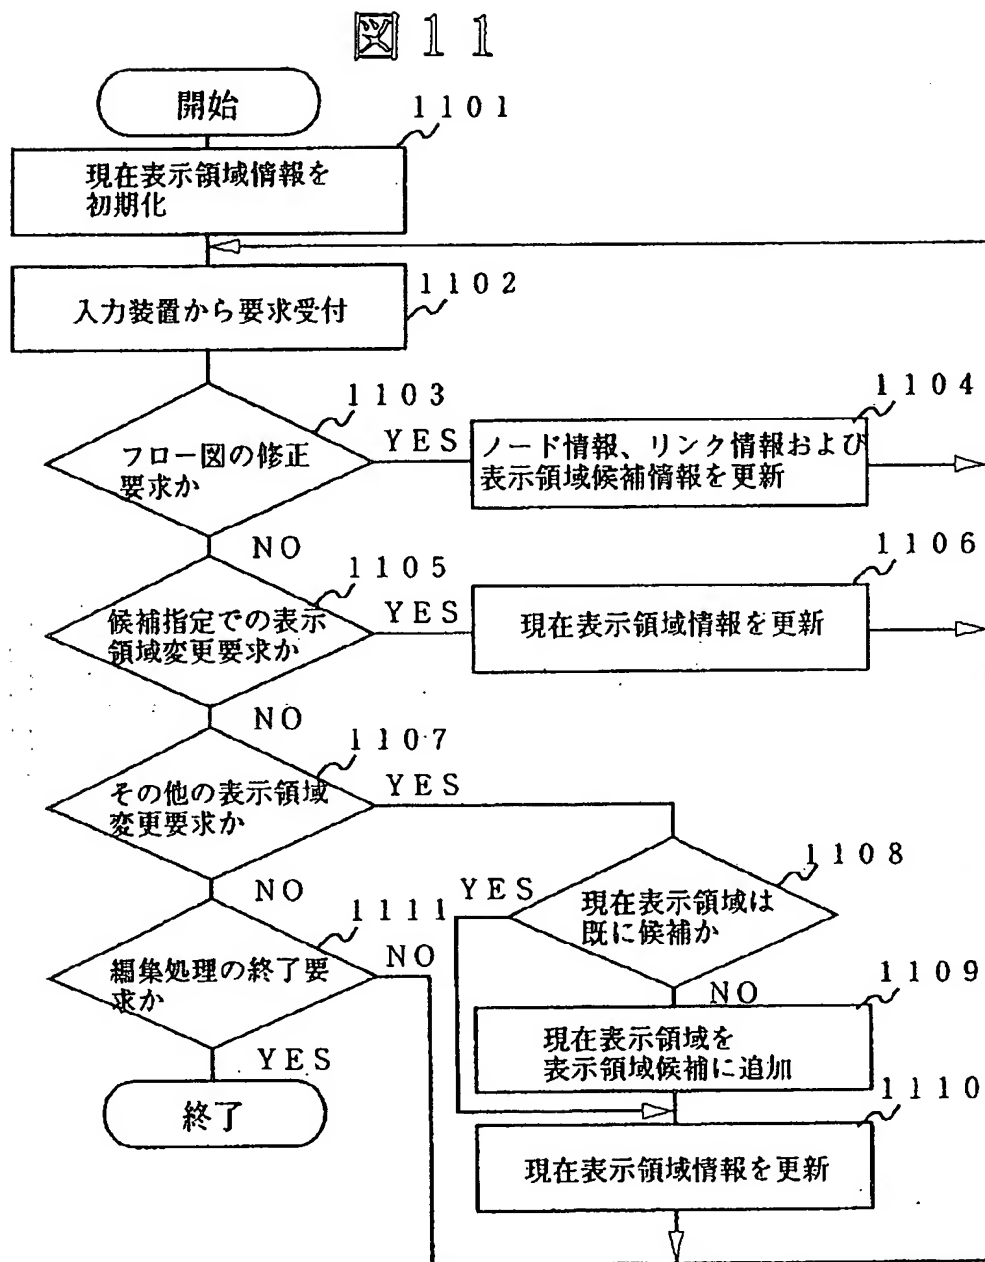 図11
開始
1101
現在表示領域情報を
初期化
1102
入力装置から要求受付
1103
フロー図の修正
要求か
YES
1104
ノード情報、リンク情報および
表示領域候補情報を更新
NO
1105
候補指定での表示
領域変更要求か
YES
1106
現在表示領域情報を更新
NO
1107
その他の表示領域
変更要求か
YES
1108
現在表示領域は
既に候補か
YES
NO
1109
現在表示領域を
表示領域候補に追加
1110
現在表示領域情報を更新
NO
1111
編集処理の終了要
求か
NO
YES
終了